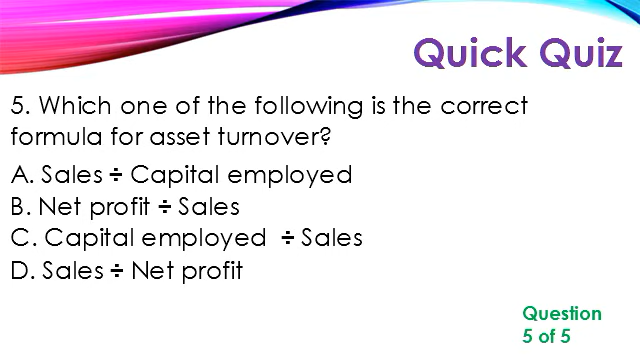 Quick Quiz
5. Which one of the following is the correct
formula for asset turnover?
A. Sales ÷ Capital employed
B. Net profit ÷ Sales
C. Capital employed ÷ Sales
D. Sales ÷ Net profit
Question
5 of 5